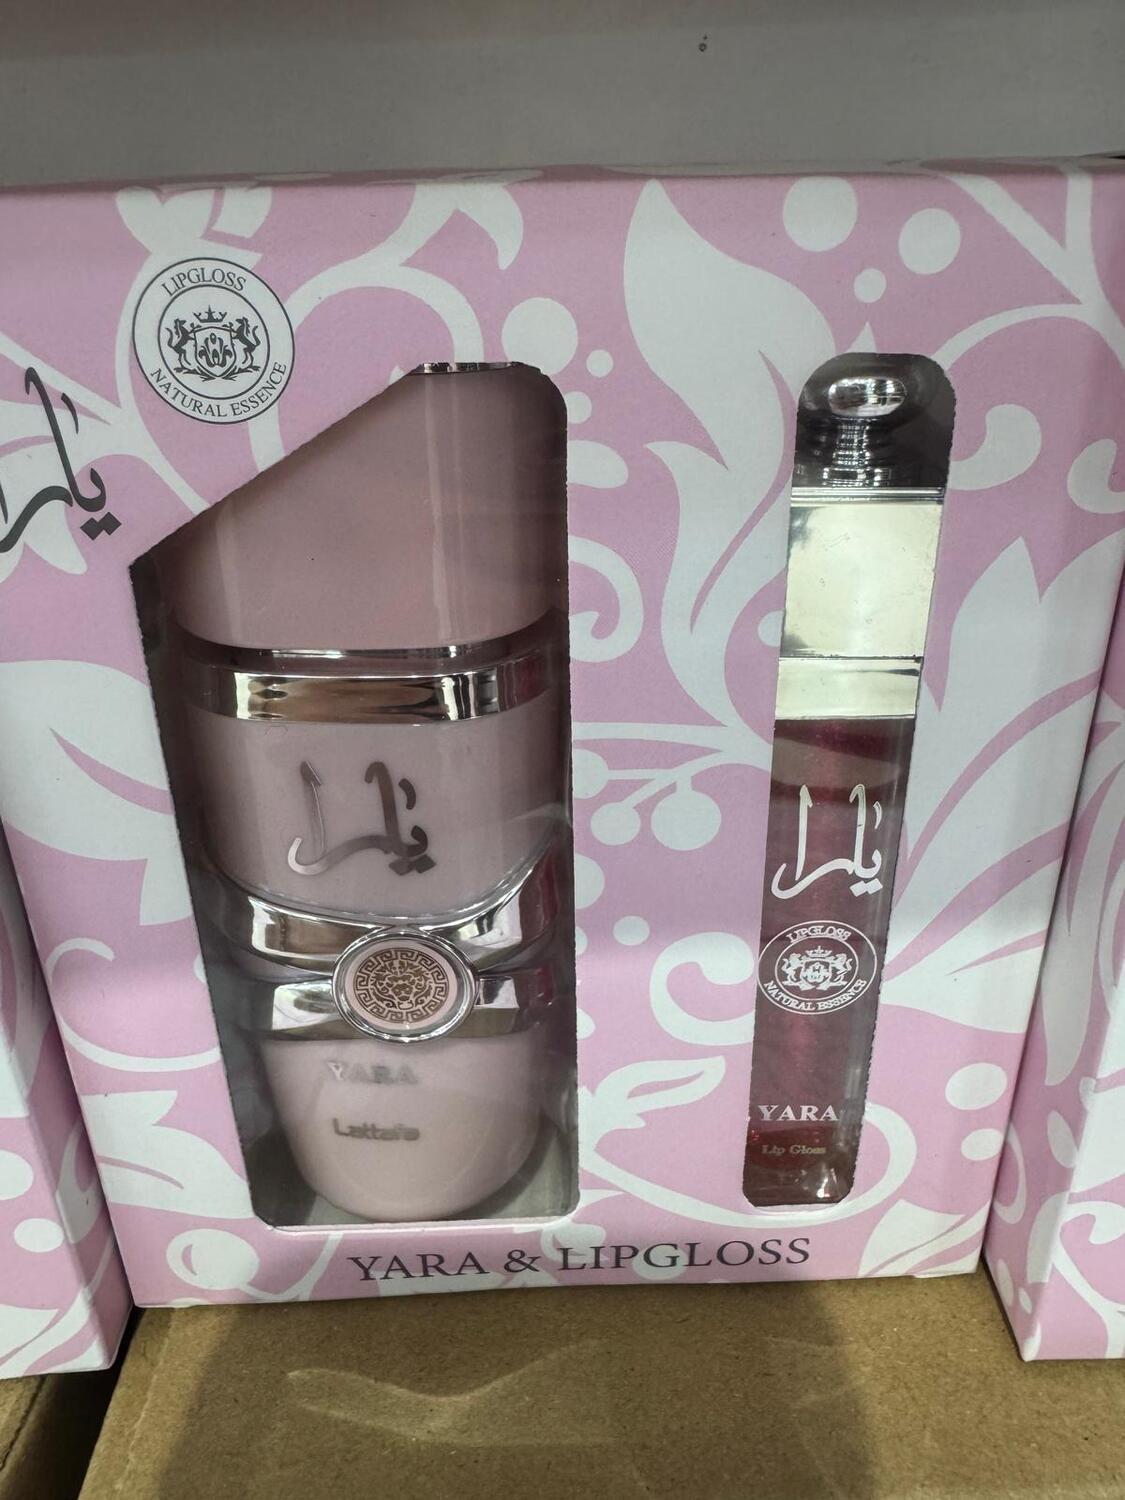 LIPGLOSS
NATURAL ESSENCE
يارا
يارا
YARA
Lattafa
يارا
LIPGLOSS
NATURAL ESSENCE
YARA
Lip Gloss
YARA & LIPGLOSS